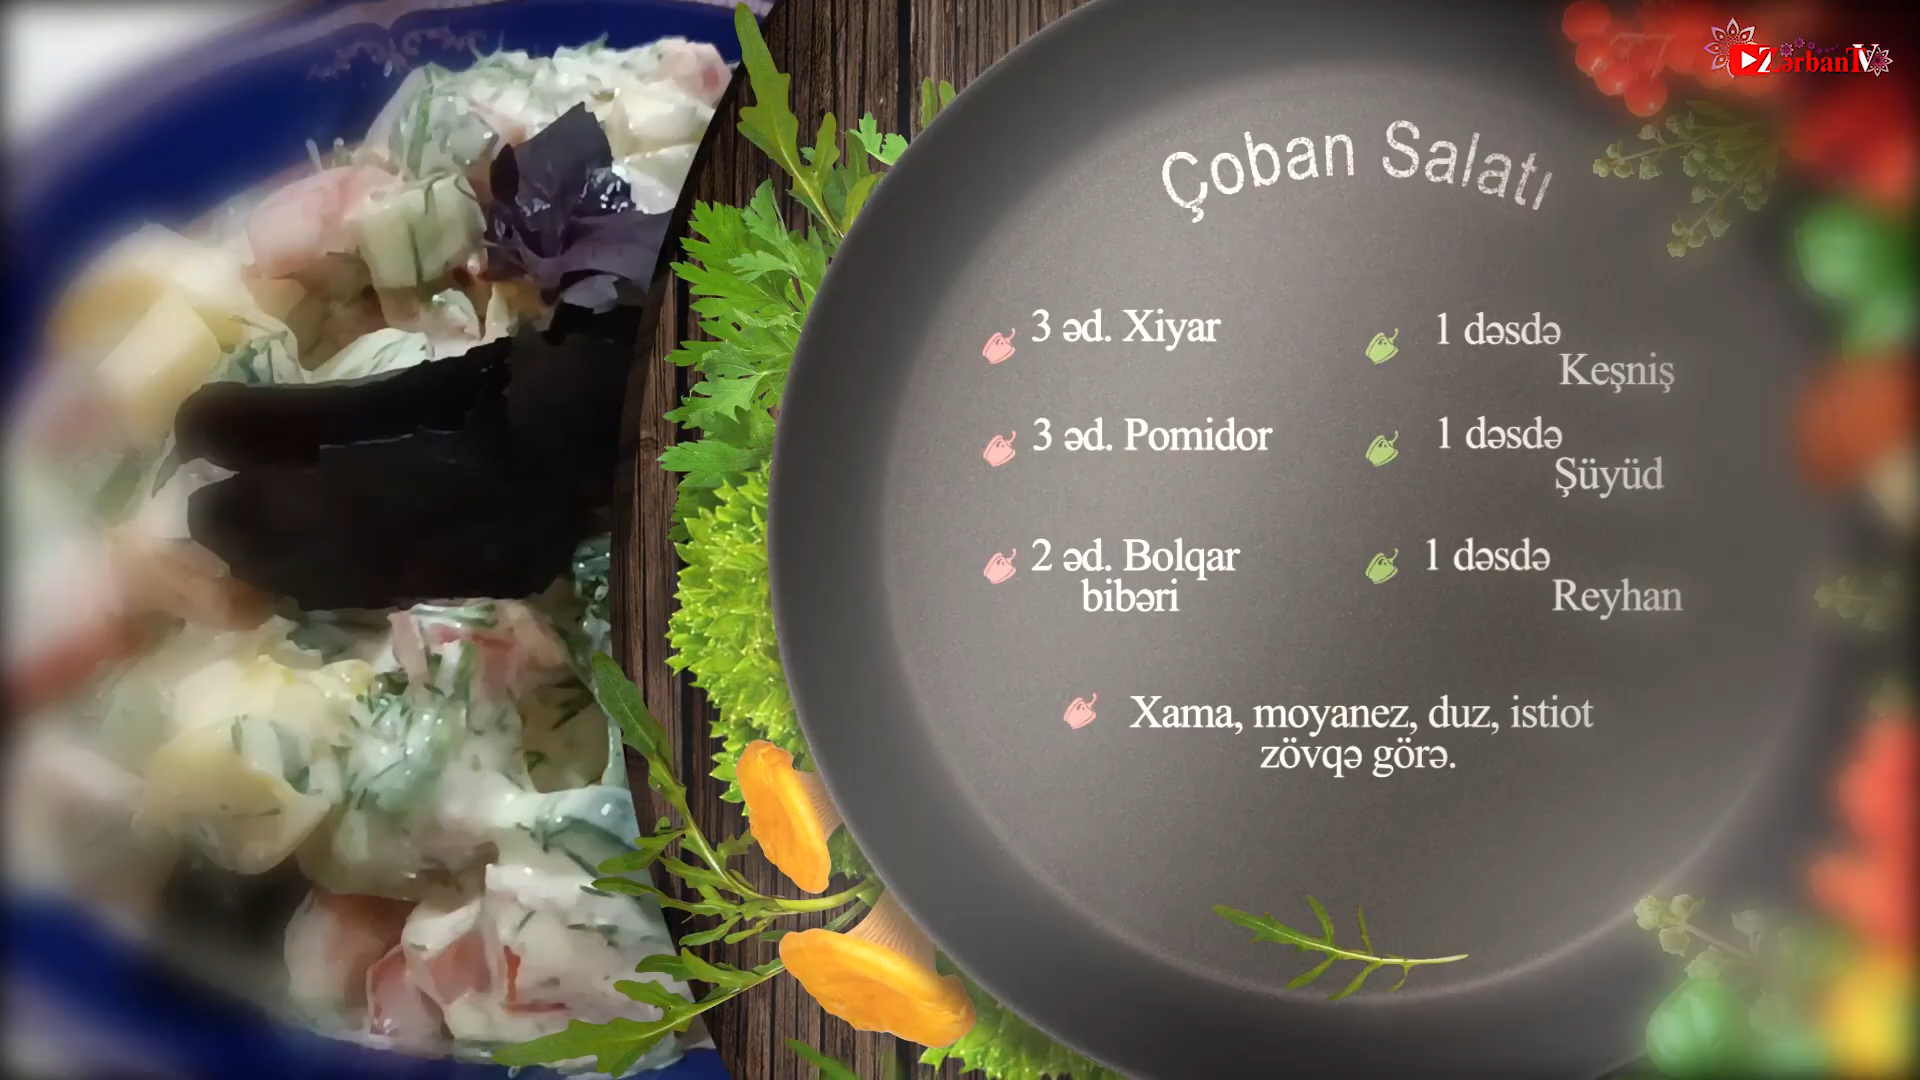 ZərbanTV
Çoban Salatı
3 əd. Xiyar
3 əd. Pomidor
2 əd. Bolqar
bibəri
1 dəsdə
Keşniş
1 dəsdə
Şüyüd
1 dəsdə
Reyhan
Xama, moyanez, duz, istiot
zövqə görə.